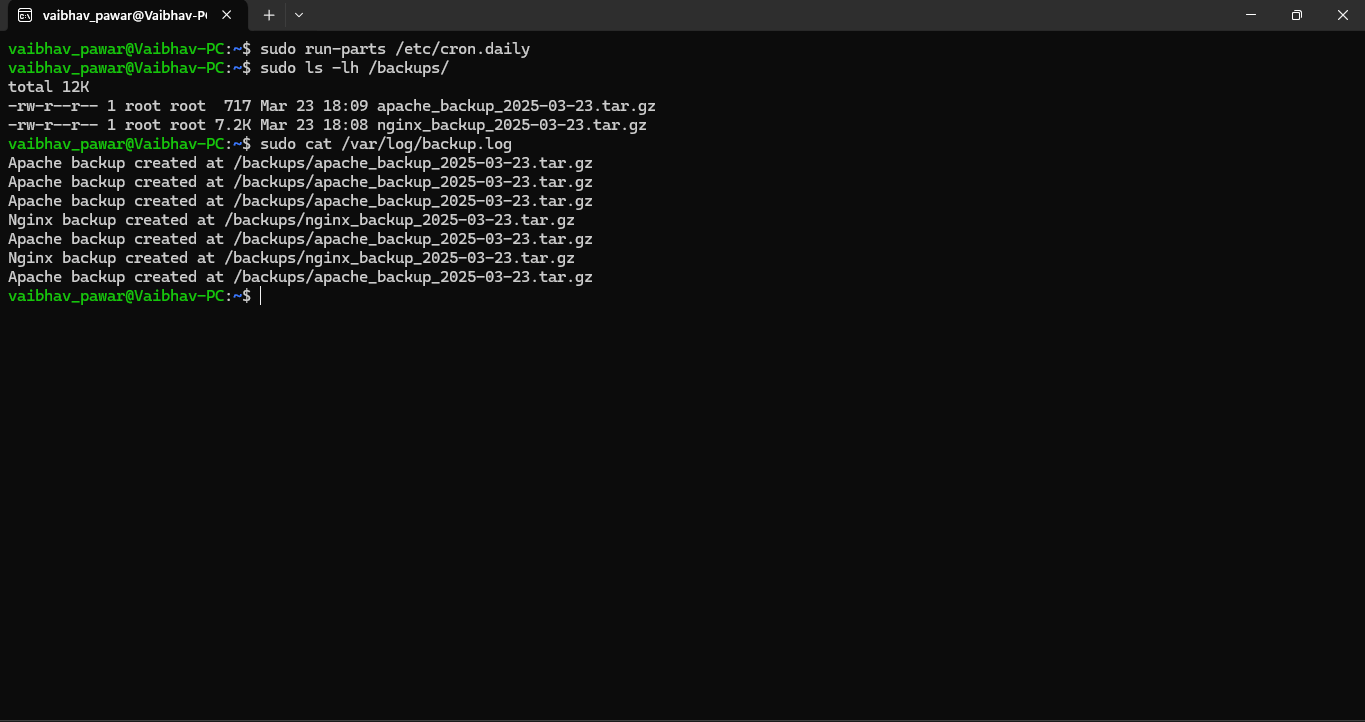 vaibhav_pawar@Vaibhav-P
vaibhav_pawar@Vaibhav-PC:~$ sudo run-parts /etc/cron.daily
vaibhav_pawar@Vaibhav-PC:~$ sudo ls -lh /backups/
total 12K
-rw-r--r-- 1 root root  717 Mar 23 18:09 apache_backup_2025-03-23.tar.gz
-rw-r--r-- 1 root root 7.2K Mar 23 18:08 nginx_backup_2025-03-23.tar.gz
vaibhav_pawar@Vaibhav-PC:~$ sudo cat /var/log/backup.log
Apache backup created at /backups/apache_backup_2025-03-23.tar.gz
Apache backup created at /backups/apache_backup_2025-03-23.tar.gz
Apache backup created at /backups/apache_backup_2025-03-23.tar.gz
Nginx backup created at /backups/nginx_backup_2025-03-23.tar.gz
Apache backup created at /backups/apache_backup_2025-03-23.tar.gz
Nginx backup created at /backups/nginx_backup_2025-03-23.tar.gz
Apache backup created at /backups/apache_backup_2025-03-23.tar.gz
vaibhav_pawar@Vaibhav-PC:~$